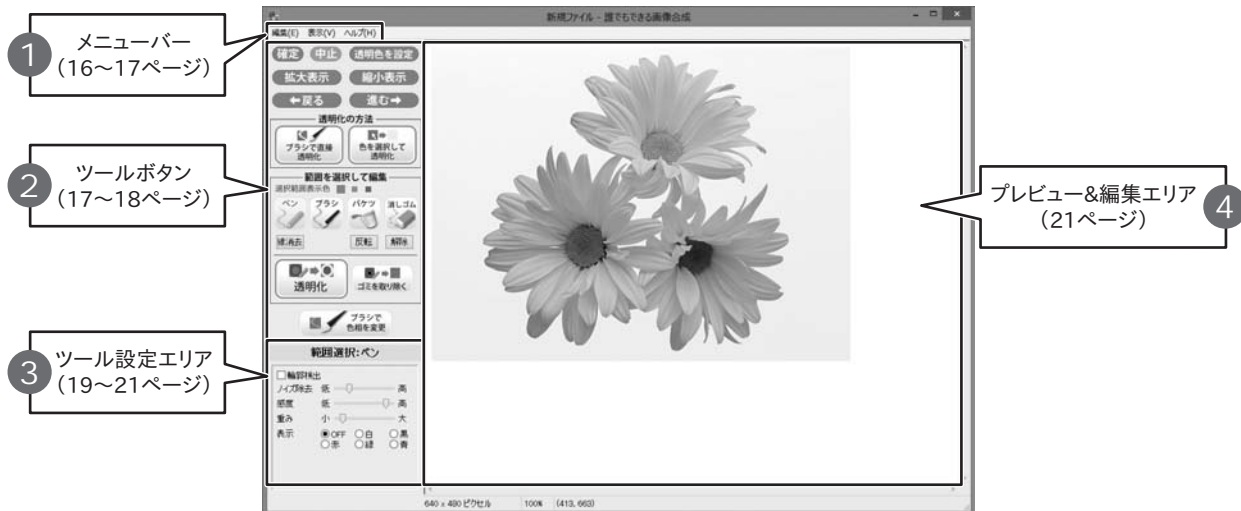 新規ファイル - 誰でもできる画像合成
編集(E) 表示(V) ヘルプ(H)
1
メニューバー
（16～17ページ）
確定 中止 透明色を設定
拡大表示 縮小表示
←戻る 進む➡
透明化の方法
ブラシで直接
透明化
色を選択して
透明化
2
ツールボタン
（17～18ページ）
範囲を選択して編集
選択範囲表示色
ペン ブラシ バケツ 消しゴム
線消去 反転 解除
透明化 ゴミを取り除く
ブラシで
色相を変更
3
ツール設定エリア
（19～21ページ）
範囲選択:ペン
輪郭検出
ノイズ除去 低 高
感度 低 高
重み 小 大
表示 OFF 白 黒
赤 緑 青
プレビュー&編集エリア
（21ページ）
4
640 x 480 ピクセル 100% (413, 663)